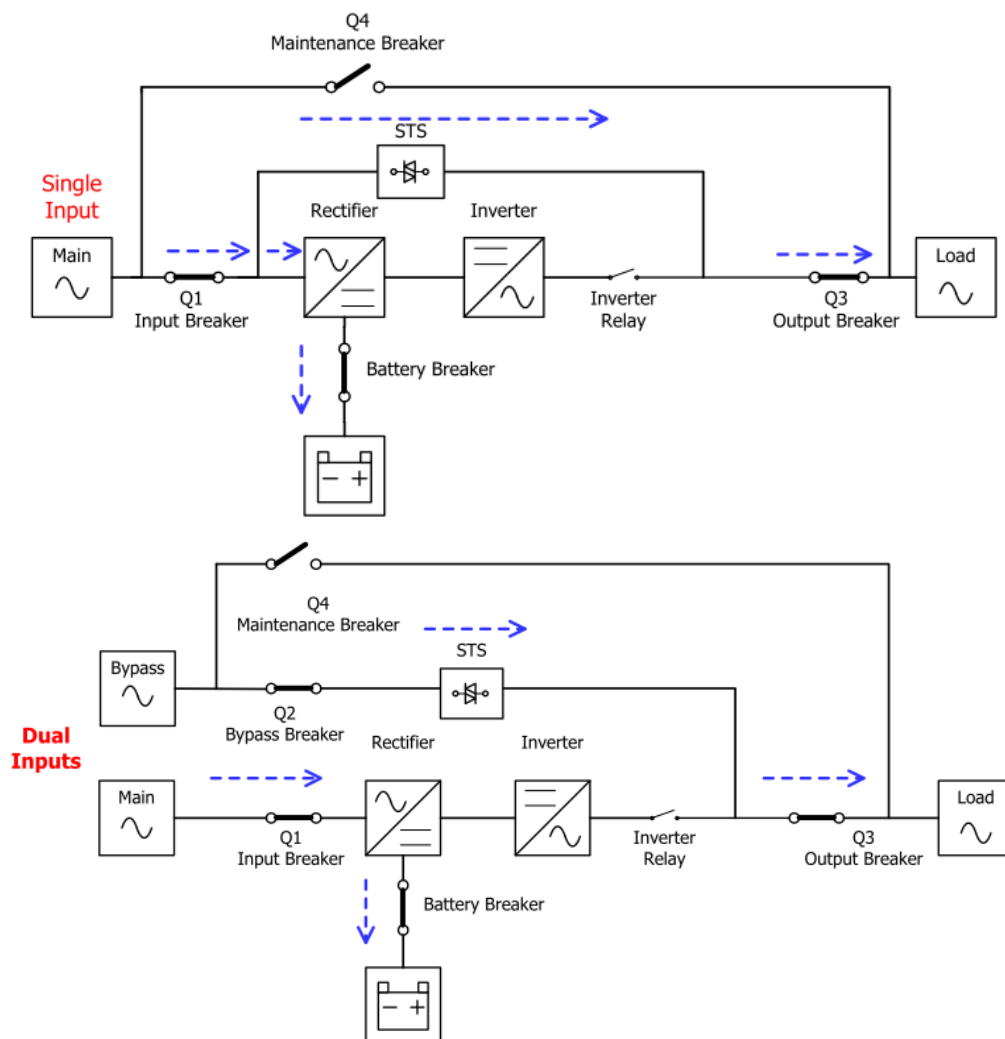 Q4
Maintenance Breaker
STS
Single
Input
Rectifier
Inverter
Main
Load
Q1
Input Breaker
Inverter
Relay
Q3
Output Breaker
Battery Breaker
− +
Q4
Maintenance Breaker
STS
Bypass
Q2
Bypass Breaker
Dual
Inputs
Rectifier
Inverter
Main
Load
Q1
Input Breaker
Inverter
Relay
Q3
Output Breaker
Battery Breaker
− +